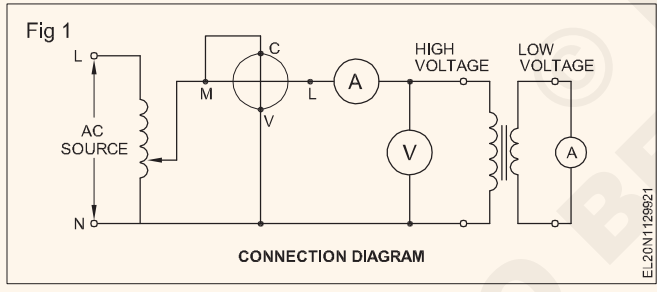 Fig 1
L
C
HIGH
VOLTAGE
LOW
VOLTAGE
M
L
A
V
AC
SOURCE
V
A
N
CONNECTION DIAGRAM
EL20N1129921